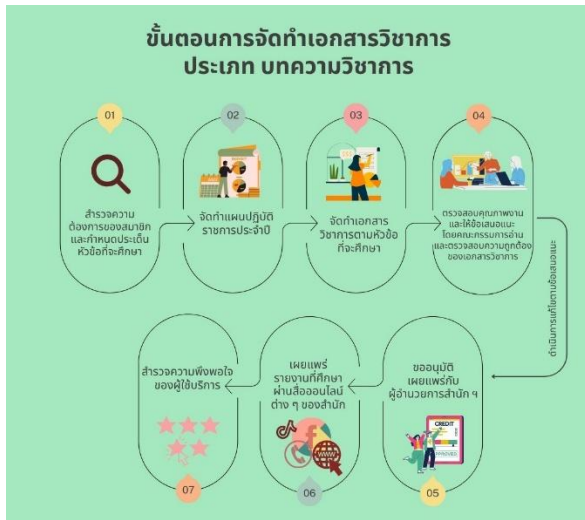 ขั้นตอนการจัดทำเอกสารวิชาการ
ประเภท บทความวิชาการ
01
สำรวจความ
ต้องการของสมาชิก
และกำหนดประเด็น
หัวข้อที่จะศึกษา
02
จัดทำแผนปฏิบัติ
ราชการประจำปี
03
จัดทำเอกสาร
วิชาการตามหัวข้อ
ที่จะศึกษา
04
ตรวจสอบคุณภาพงาน
และให้ข้อเสนอแนะ
โดยคณะกรรมการอ่าน
และตรวจสอบความถูกต้อง
ของเอกสารวิชาการ
ดำเนินการแก้ไขตามข้อเสนอแนะ
ขออนุมัติ
เผยแพร่กับ
ผู้อำนวยการสำนัก ฯ
CREDIT
APPROVED
05
เผยแพร่
รายงานที่ศึกษา
ผ่านสื่อออนไลน์
ต่าง ๆ ของสำนัก
WWW
06
สำรวจความพึงพอใจ
ของผู้ใช้บริการ
07